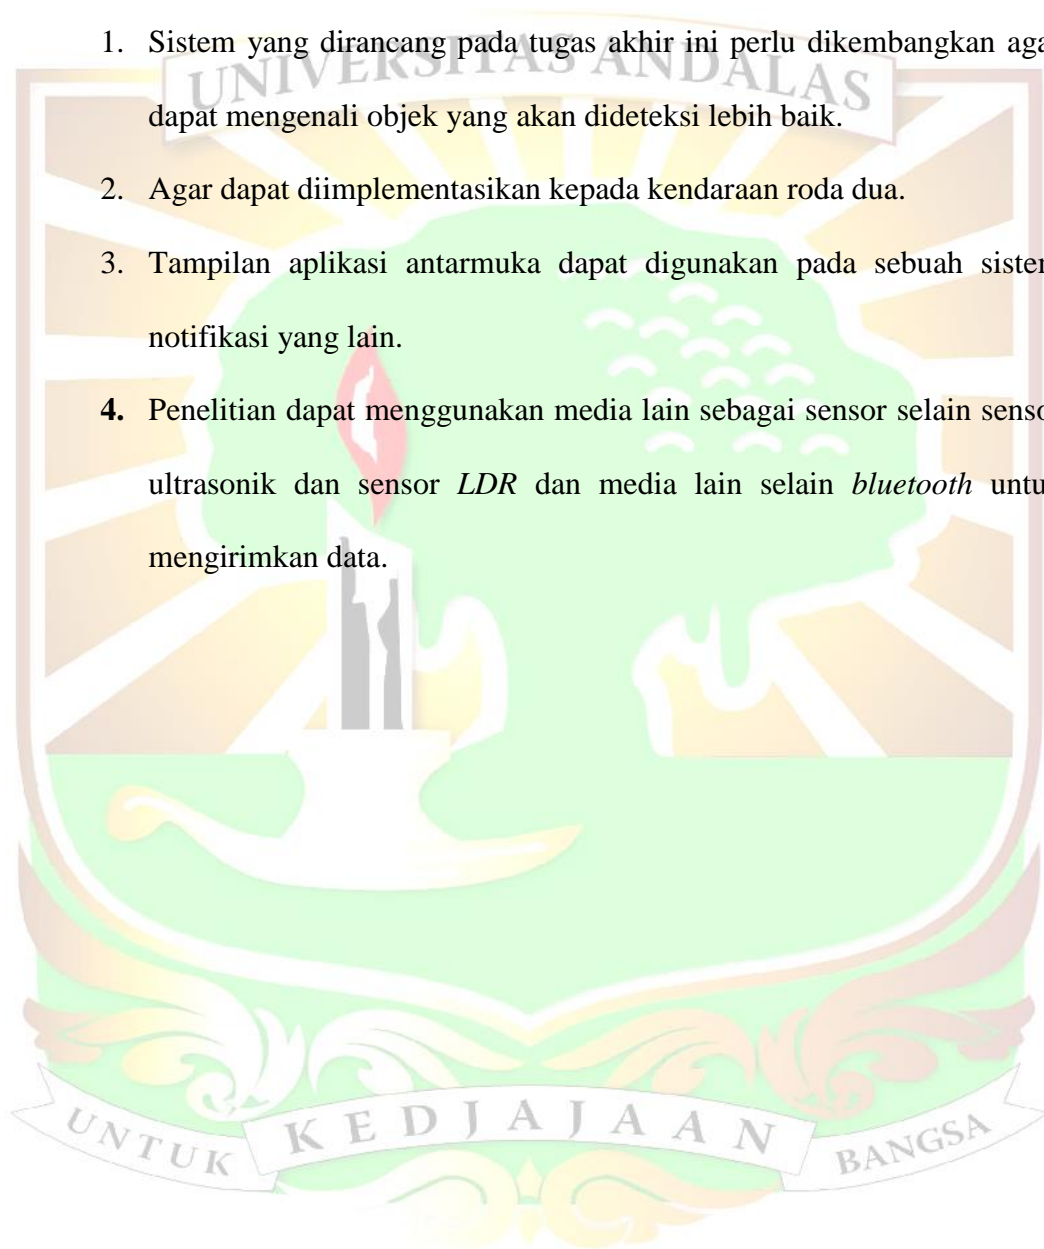 1. Sistem yang dirancang pada tugas akhir ini perlu dikembangkan aga
UNIVERSITAS ANDALAS
dapat mengenali objek yang akan dideteksi lebih baik.
2. Agar dapat diimplementasikan kepada kendaraan roda dua.
3. Tampilan aplikasi antarmuka dapat digunakan pada sebuah sister
notifikasi yang lain.
4. Penelitian dapat menggunakan media lain sebagai sensor selain senso
ultrasonik dan sensor LDR dan media lain selain bluetooth untu
mengirimkan data.
UNTUK KEDJAJAAN BANGSA